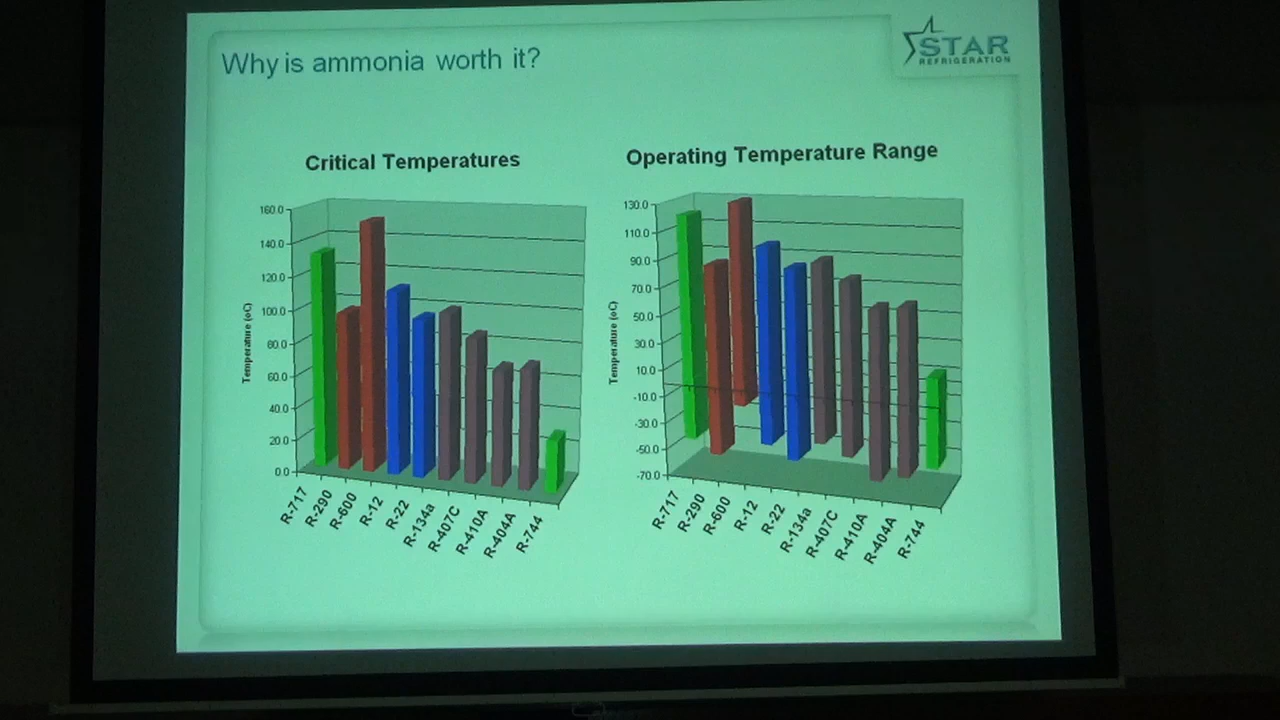 Why is ammonia worth it?
STAR
REFRIGERATION
Critical Temperatures
Temperature (oC)
160.0
140.0
120.0
100.0
80.0
60.0
40.0
20.0
0.0
R-717
R-290
R-600
R-12
R-22
R-134a
R-407C
R-410A
R-404A
R-744
Operating Temperature Range
Temperature (oC)
130.0
110.0
90.0
70.0
50.0
30.0
10.0
-10.0
-30.0
-50.0
-70.0
R-717
R-290
R-600
R-12
R-22
R-134a
R-407C
R-410A
R-404A
R-744